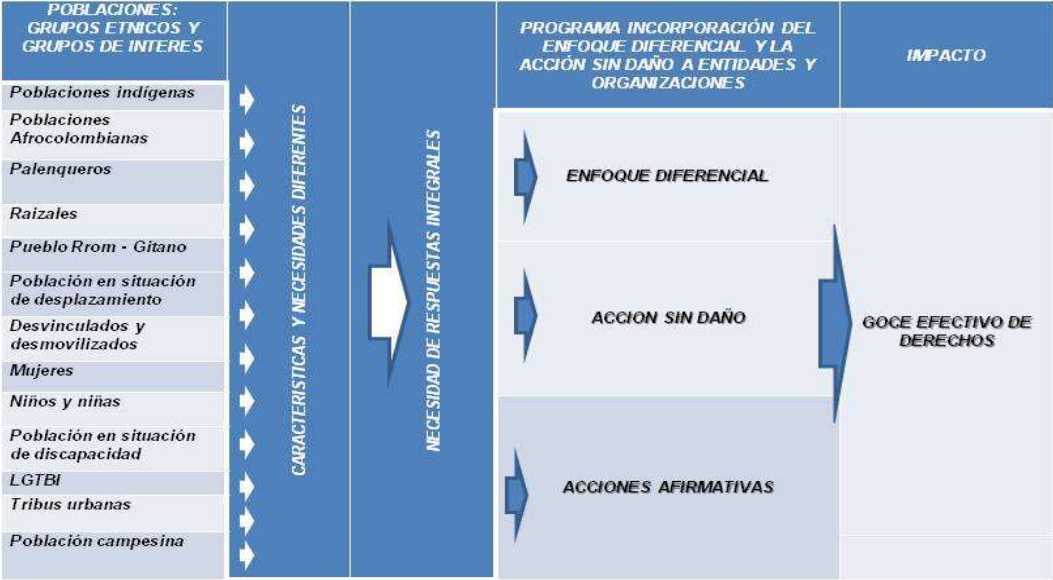 POBLACIONES:
GRUPOS ETNICOS Y
GRUPOS DE INTERES
Poblaciones indígenas
Poblaciones
Afrocolombianas
Palenqueros
Raizales
Pueblo Rrom - Gitano
Población en situación
de desplazamiento
Desvinculados y
desmovilizados
Mujeres
Niños y niñas
Población en situación
de discapacidad
LGTBI
Tribus urbanas
Población campesina
CARACTERISTICAS Y NECESIDADES DIFERENTES
NECESIDAD DE RESPUESTAS INTEGRALES
PROGRAMA INCORPORACIÓN DEL
ENFOQUE DIFERENCIAL Y LA
ACCIÓN SIN DAÑO A ENTIDADES Y
ORGANIZACIONES
ENFOQUE DIFERENCIAL
ACCION SIN DAÑO
ACCIONES AFIRMATIVAS
IMPACTO
GOCE EFECTIVO DE
DERECHOS